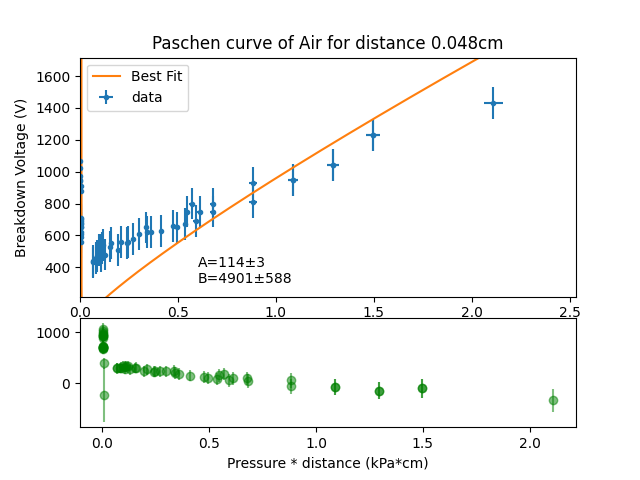 Paschen curve of Air for distance 0.048cm
Breakdown Voltage (V)
1600
1400
1200
1000
800
600
400
Best Fit
data
A=114±3
B=4901±588
0.0 0.5 1.0 1.5 2.0 2.5
1000
0
0.0 0.5 1.0 1.5 2.0
Pressure * distance (kPa*cm)